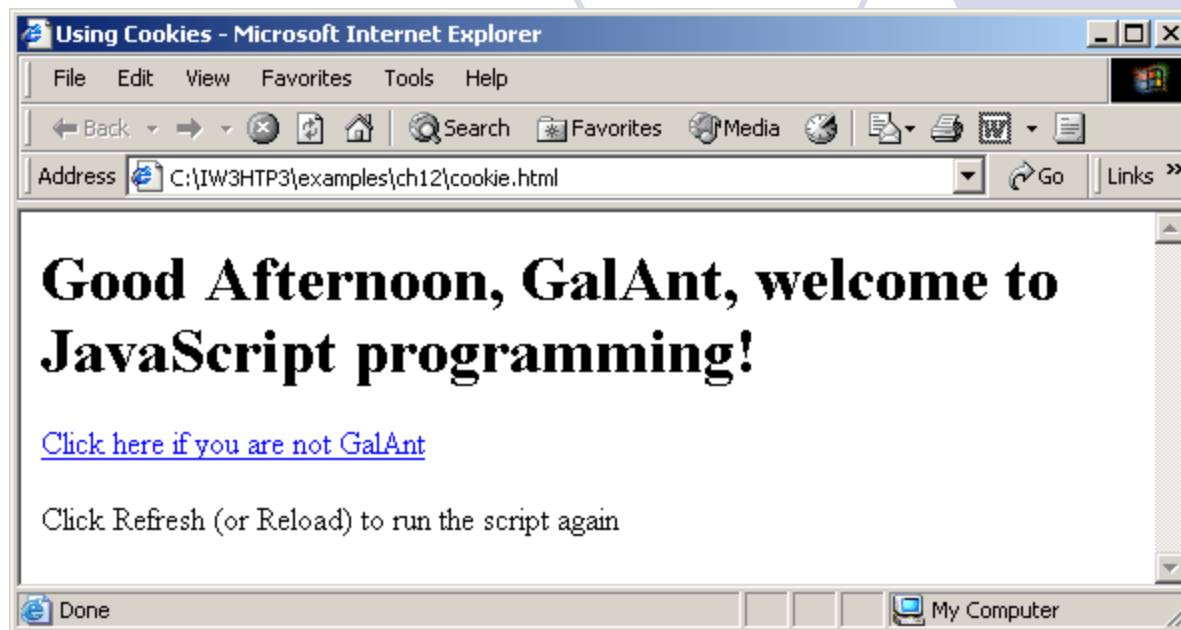 Using Cookies - Microsoft Internet Explorer
File Edit View Favorites Tools Help
Back Search Favorites Media
Address C:\IW3HTP3\examples\ch12\cookie.html Go Links »
Good Afternoon, GalAnt, welcome to
JavaScript programming!
Click here if you are not GalAnt
Click Refresh (or Reload) to run the script again
Done My Computer